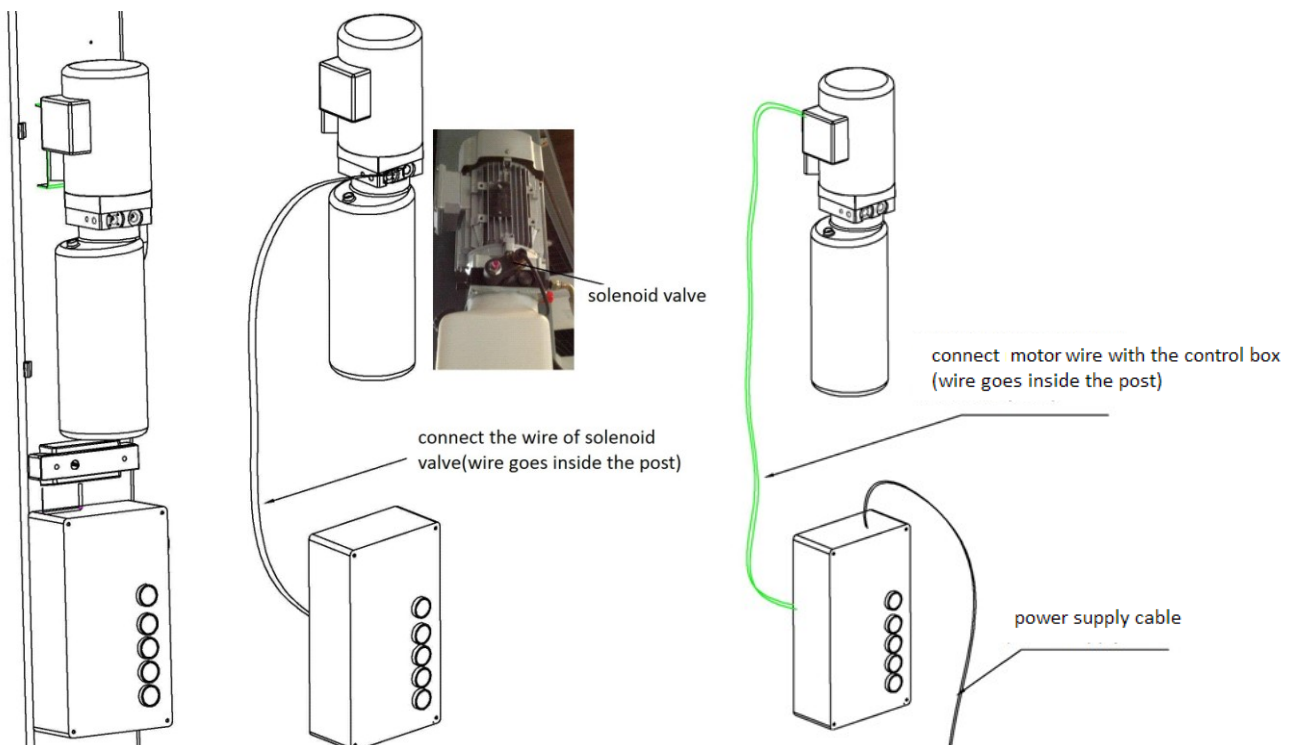 solenoid valve
connect motor wire with the control box
(wire goes inside the post)
connect the wire of solenoid
valve(wire goes inside the post)
power supply cable